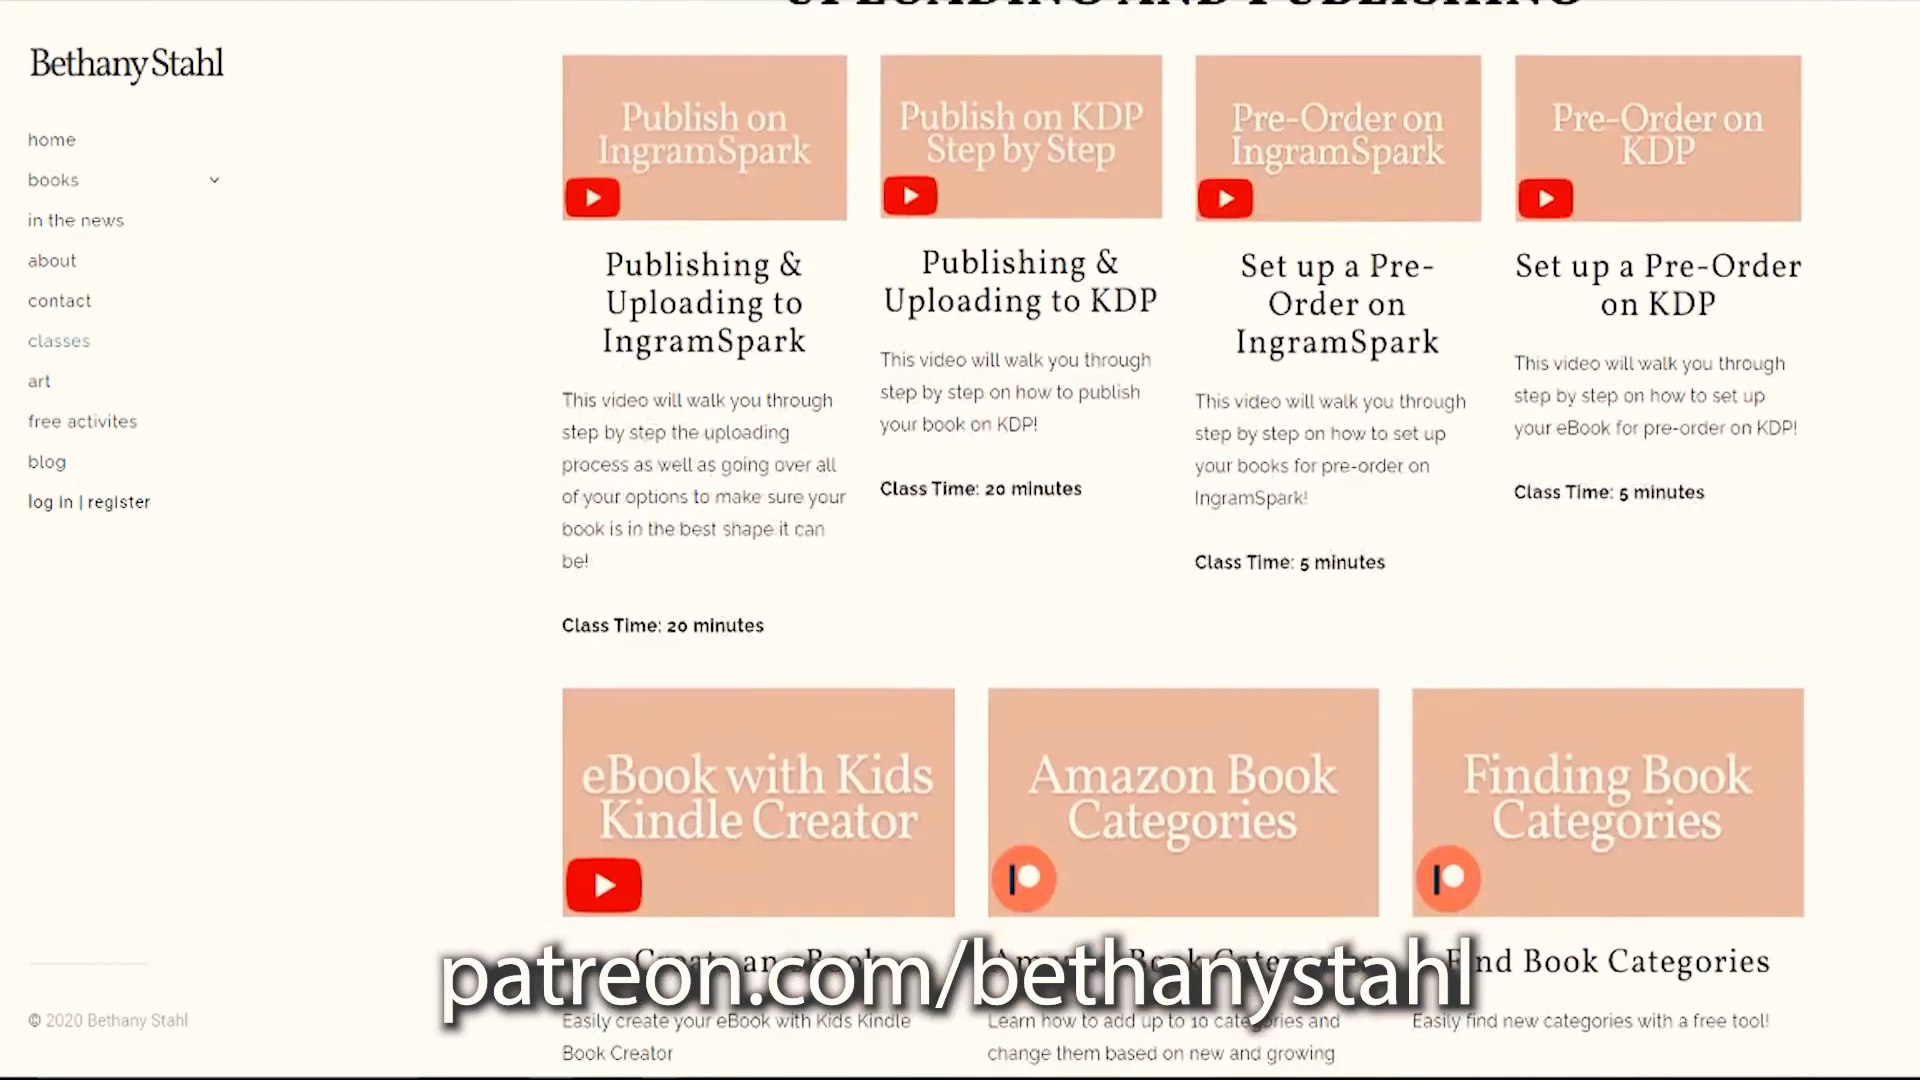 UPLOADING AND PUBLISHING
Bethany Stahl
home
books
in the news
about
contact
classes
art
free activites
blog
log in | register
© 2020 Bethany Stahl
Publish on
IngramSpark
Publishing &
Uploading to
IngramSpark
This video will walk you through
step by step the uploading
process as well as going over all
of your options to make sure your
book is in the best shape it can
be!
Class Time: 20 minutes
Publish on KDP
Step by Step
Publishing &
Uploading to KDP
This video will walk you through
step by step on how to publish
your book on KDP!
Class Time: 20 minutes
Pre-Order on
IngramSpark
Set up a Pre-
Order on
IngramSpark
This video will walk you through
step by step on how to set up
your books for pre-order on
IngramSpark!
Class Time: 5 minutes
Pre-Order on
KDP
Set up a Pre-Order
on KDP
This video will walk you through
step by step on how to set up
your eBook for pre-order on KDP!
Class Time: 5 minutes
eBook with Kids
Kindle Creator
Create an eBook
Easily create your eBook with Kids Kindle
Book Creator
Amazon Book
Categories
Amazon Book Categories
Learn how to add up to 10 categories and
change them based on new and growing
Finding Book
Categories
Find Book Categories
Easily find new categories with a free tool!
patreon.com/bethanystahl